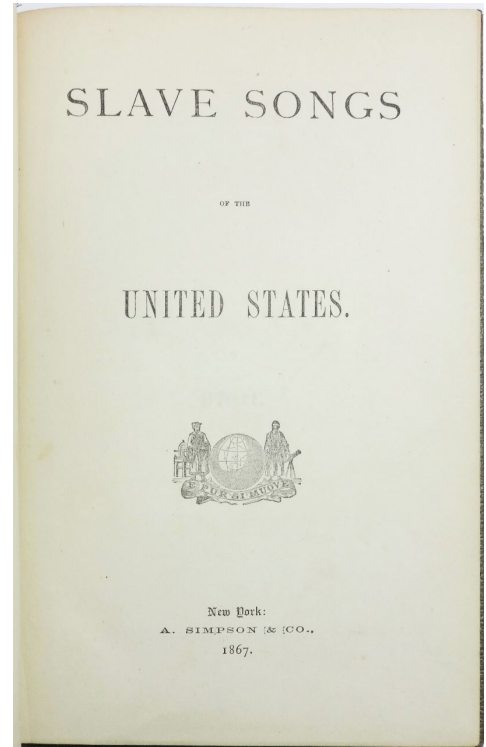 SLAVE SONGS
OF THE
UNITED STATES.
E PUR SI MUOVE
New York:
A. SIMPSON & CO.,
1867.